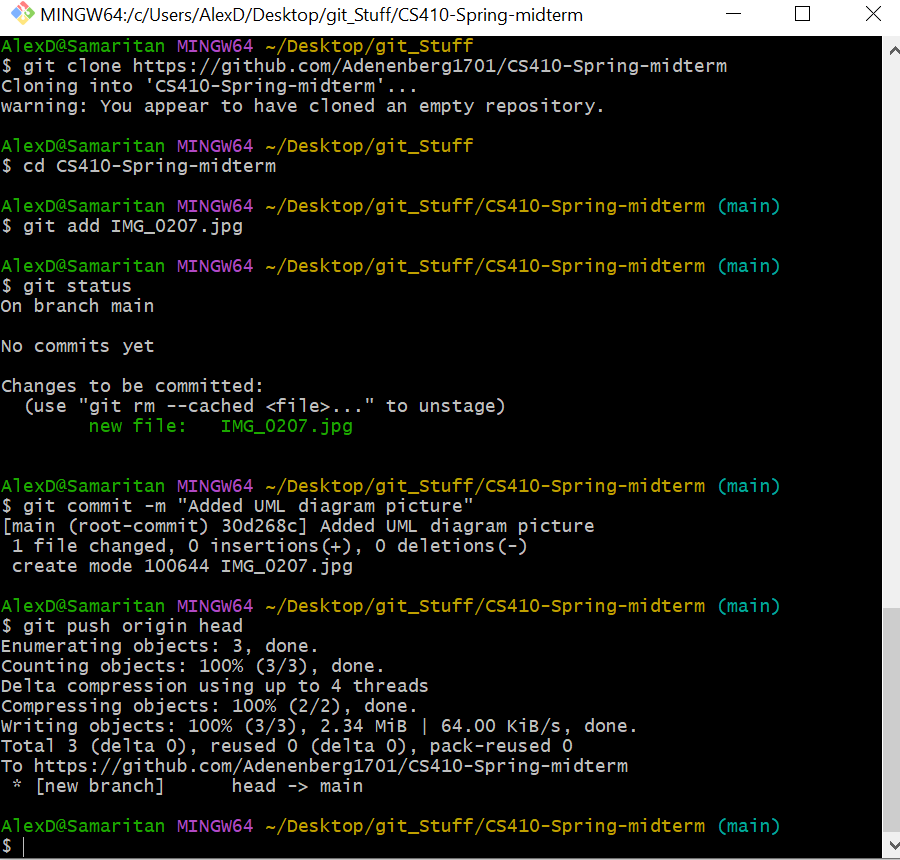 MINGW64:/c/Users/AlexD/Desktop/git_Stuff/CS410-Spring-midterm
AlexD@Samaritan MINGW64 ~/Desktop/git_Stuff
$ git clone https://github.com/Adenenberg1701/CS410-Spring-midterm
Cloning into 'CS410-Spring-midterm'...
warning: You appear to have cloned an empty repository.
AlexD@Samaritan MINGW64 ~/Desktop/git_Stuff
$ cd CS410-Spring-midterm
AlexD@Samaritan MINGW64 ~/Desktop/git_Stuff/CS410-Spring-midterm (main)
$ git add IMG_0207.jpg
AlexD@Samaritan MINGW64 ~/Desktop/git_Stuff/CS410-Spring-midterm (main)
$ git status
On branch main
No commits yet
Changes to be committed:
  (use "git rm --cached <file>..." to unstage)
        new file:   IMG_0207.jpg
AlexD@Samaritan MINGW64 ~/Desktop/git_Stuff/CS410-Spring-midterm (main)
$ git commit -m "Added UML diagram picture"
[main (root-commit) 30d268c] Added UML diagram picture
 1 file changed, 0 insertions(+), 0 deletions(-)
 create mode 100644 IMG_0207.jpg
AlexD@Samaritan MINGW64 ~/Desktop/git_Stuff/CS410-Spring-midterm (main)
$ git push origin head
Enumerating objects: 3, done.
Counting objects: 100% (3/3), done.
Delta compression using up to 4 threads
Compressing objects: 100% (2/2), done.
Writing objects: 100% (3/3), 2.34 MiB | 64.00 KiB/s, done.
Total 3 (delta 0), reused 0 (delta 0), pack-reused 0
To https://github.com/Adenenberg1701/CS410-Spring-midterm
 * [new branch]      head -> main
AlexD@Samaritan MINGW64 ~/Desktop/git_Stuff/CS410-Spring-midterm (main)
$